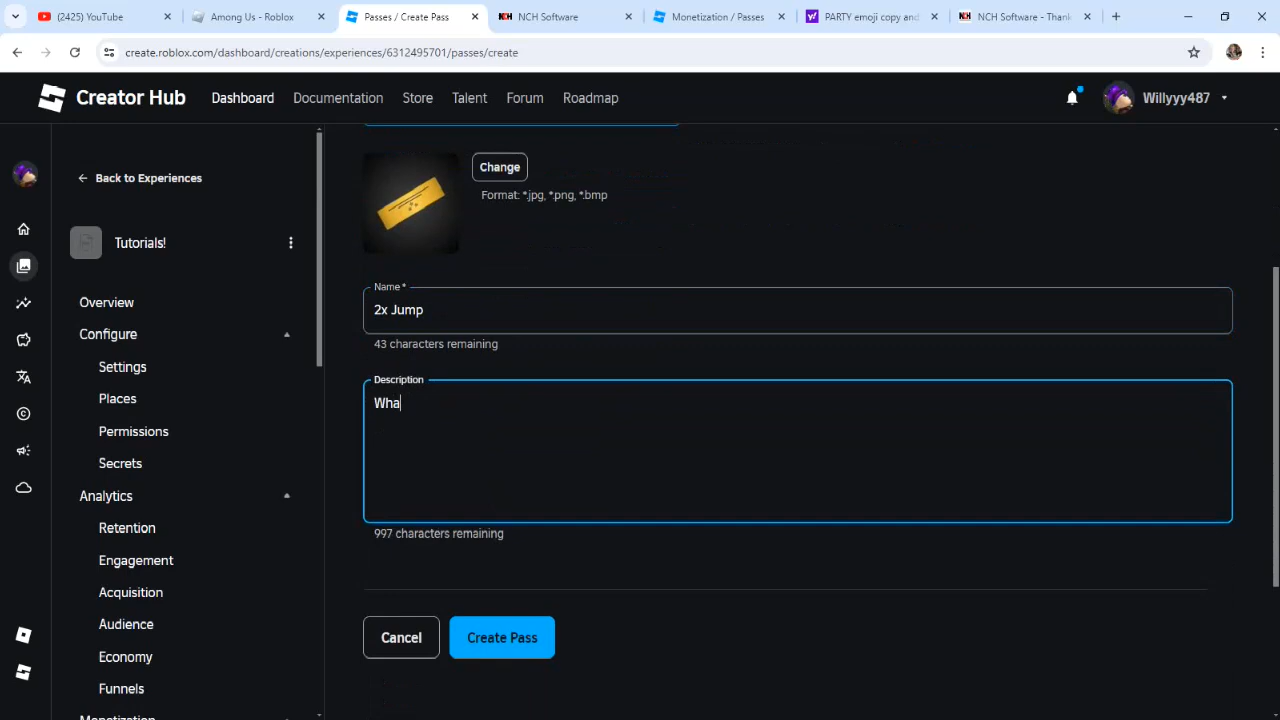 (2425) YouTube
Among Us - Roblox
Passes / Create Pass
NCH Software
Monetization / Passes
PARTY emoji copy and
NCH Software - Thank
create.roblox.com/dashboard/creations/experiences/6312495701/passes/create
Creator Hub
Dashboard
Documentation
Store
Talent
Forum
Roadmap
Willyyy487
Back to Experiences
Tutorials!
Overview
Configure
Settings
Places
Permissions
Secrets
Analytics
Retention
Engagement
Acquisition
Audience
Economy
Funnels
Monetization
Change
Format: *.jpg, *.png, *.bmp
Name *
2x Jump
43 characters remaining
Description
Wha
997 characters remaining
Cancel
Create Pass